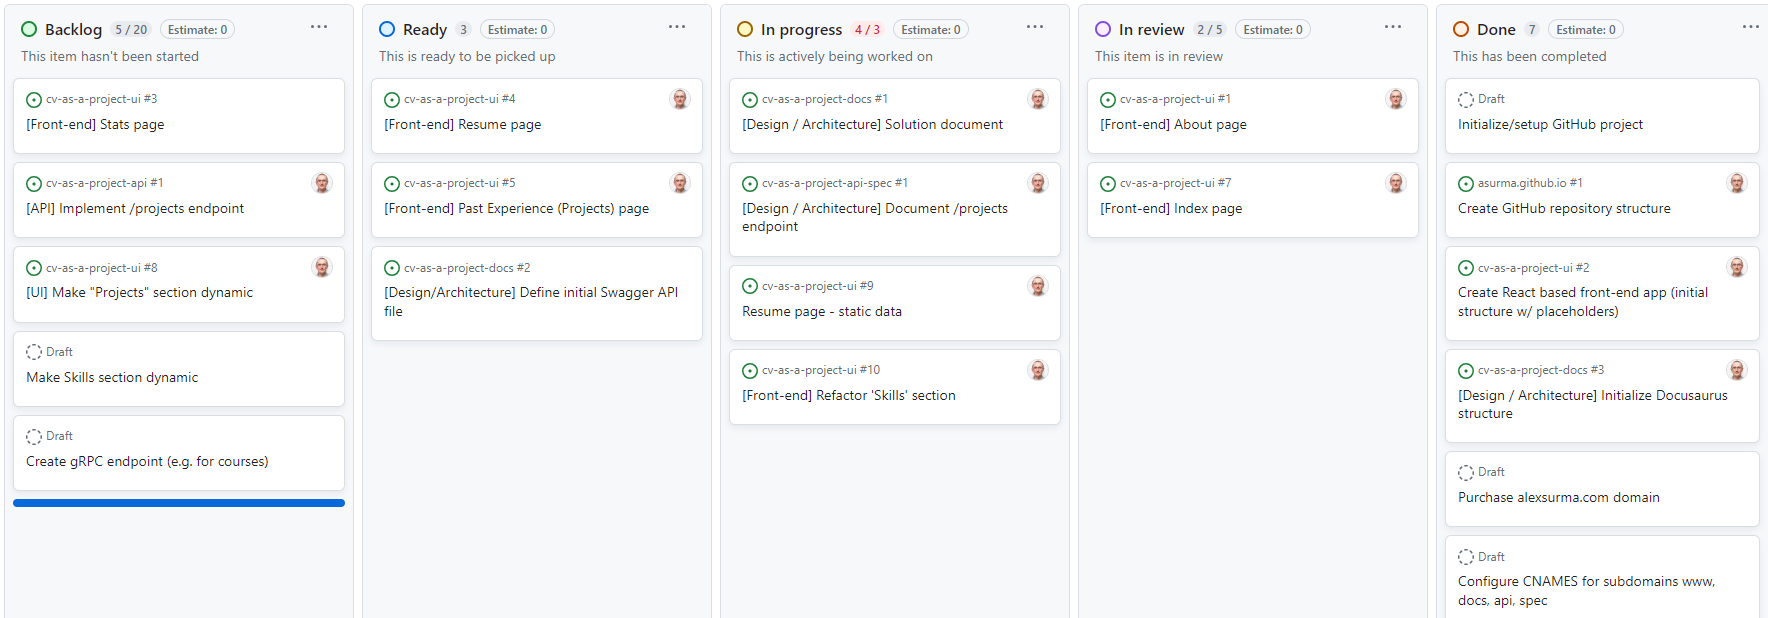 Backlog 5 / 20 Estimate: 0 ...
This item hasn't been started
cv-as-a-project-ui #3
[Front-end] Stats page
cv-as-a-project-api #1
[API] Implement /projects endpoint
cv-as-a-project-ui #8
[UI] Make "Projects" section dynamic
Draft
Make Skills section dynamic
Draft
Create gRPC endpoint (e.g. for courses)
Ready 3 Estimate: 0 ...
This is ready to be picked up
cv-as-a-project-ui #4
[Front-end] Resume page
cv-as-a-project-ui #5
[Front-end] Past Experience (Projects) page
cv-as-a-project-docs #2
[Design/Architecture] Define initial Swagger API
file
In progress 4 / 3 Estimate: 0 ...
This is actively being worked on
cv-as-a-project-docs #1
[Design / Architecture] Solution document
cv-as-a-project-api-spec #1
[Design / Architecture] Document /projects
endpoint
cv-as-a-project-ui #9
Resume page - static data
cv-as-a-project-ui #10
[Front-end] Refactor 'Skills' section
In review 2 / 5 Estimate: 0 ...
This item is in review
cv-as-a-project-ui #1
[Front-end] About page
cv-as-a-project-ui #7
[Front-end] Index page
Done 7 Estimate: 0 ...
This has been completed
Draft
Initialize/setup GitHub project
asurma.github.io #1
Create GitHub repository structure
cv-as-a-project-ui #2
Create React based front-end app (initial
structure w/ placeholders)
cv-as-a-project-docs #3
[Design / Architecture] Initialize Docusaurus
structure
Draft
Purchase alexsurma.com domain
Draft
Configure CNAMES for subdomains www,
docs, api, spec